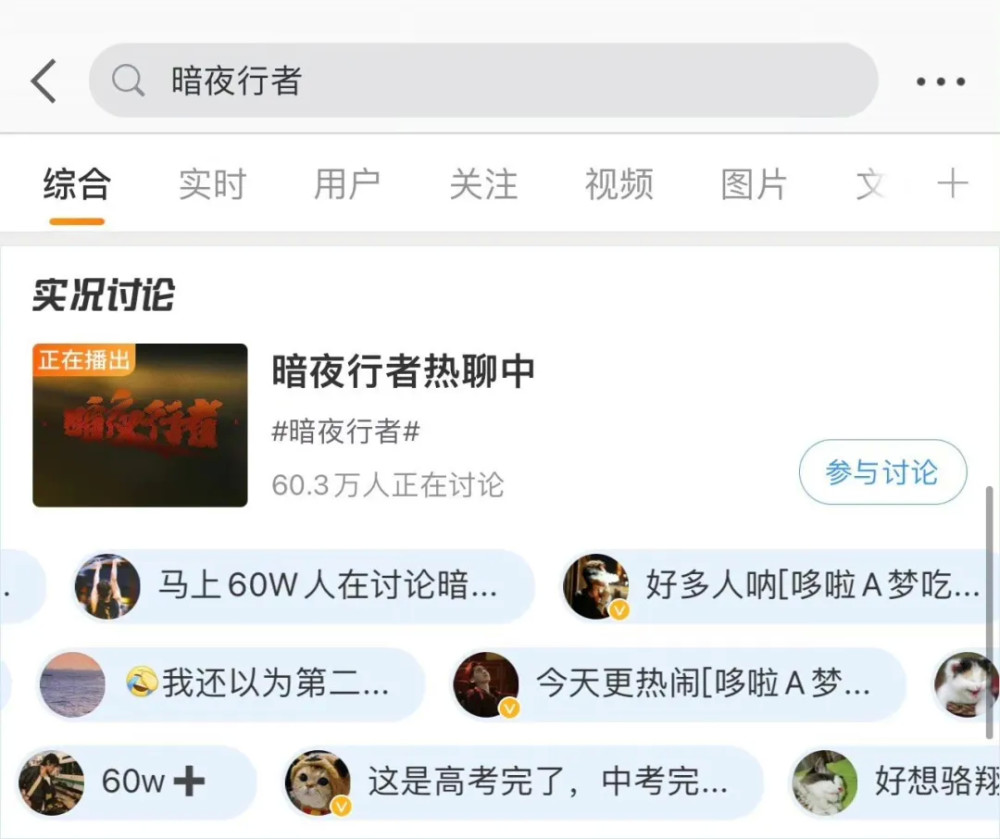 暗夜行者
综合 实时 用户 关注 视频 图片 文
实况讨论
正在播出
暗夜行者
暗夜行者热聊中
#暗夜行者#
60.3万人正在讨论
参与讨论
马上60W人在讨论暗...
好多人呐[哆啦A梦吃...
🤣我还以为第二...
今天更热闹[哆啦A梦...
60w➕
这是高考完了，中考完...
好想骆翔